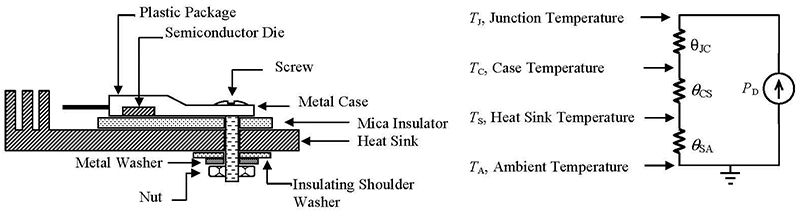 Plastic Package
Semiconductor Die
Screw
Metal Case
Mica Insulator
Heat Sink
Metal Washer
Nut
Insulating Shoulder
Washer
TJ, Junction Temperature
θJC
TC, Case Temperature
θCS
PD
TS, Heat Sink Temperature
θSA
TA, Ambient Temperature